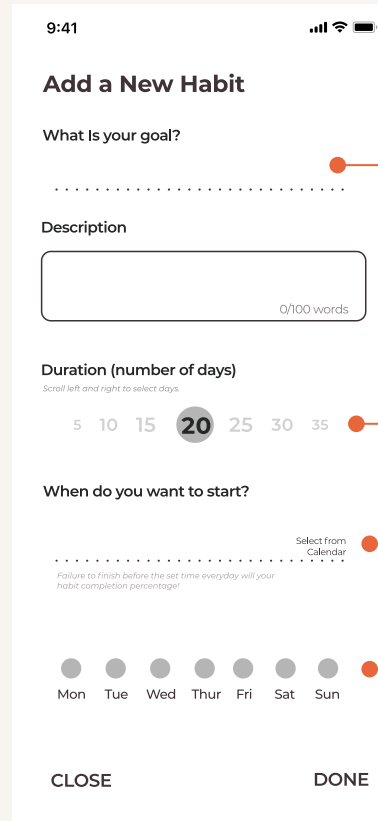 9:41
Add a New Habit
What Is your goal?
Description
0/100 words
Duration (number of days)
Scroll left and right to select days.
5 10 15 20 25 30 35
When do you want to start?
Select from
Calendar
Failure to finish before the set time everyday will your
habit completion percentage!
Mon Tue Wed Thur Fri Sat Sun
CLOSE DONE